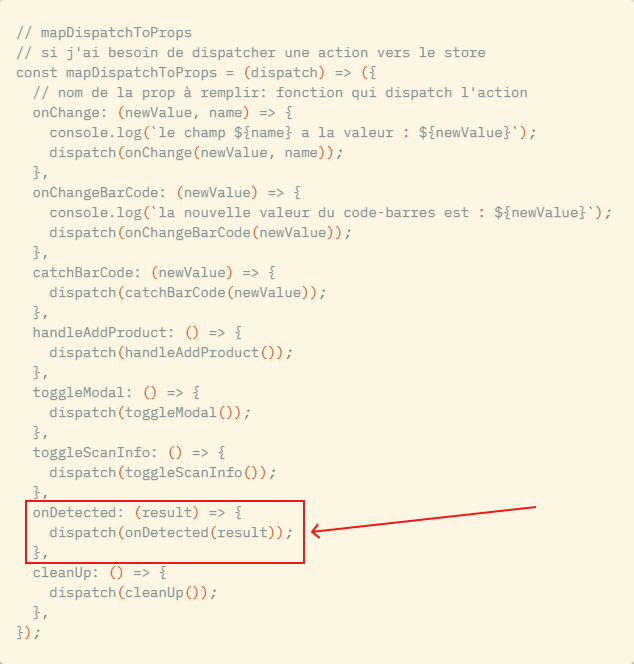 // mapDispatchToProps
// si j'ai besoin de dispatcher une action vers le store
const mapDispatchToProps = (dispatch) => ({
  // nom de la prop à remplir: fonction qui dispatch l'action
  onChange: (newValue, name) => {
    console.log(`le champ ${name} a la valeur : ${newValue}`);
    dispatch(onChange(newValue, name));
  },
  onChangeBarCode: (newValue) => {
    console.log(`la nouvelle valeur du code-barres est : ${newValue}`);
    dispatch(onChangeBarCode(newValue));
  },
  catchBarCode: (newValue) => {
    dispatch(catchBarCode(newValue));
  },
  handleAddProduct: () => {
    dispatch(handleAddProduct());
  },
  toggleModal: () => {
    dispatch(toggleModal());
  },
  toggleScanInfo: () => {
    dispatch(toggleScanInfo());
  },
  onDetected: (result) => {
    dispatch(onDetected(result));
  },
  cleanUp: () => {
    dispatch(cleanUp());
  },
});